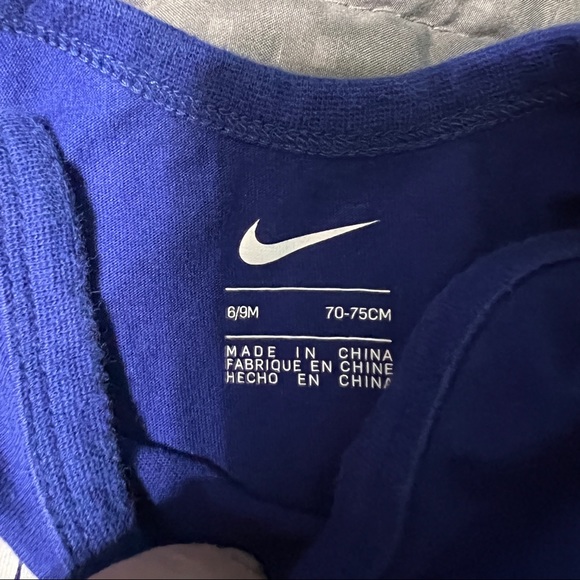 6/9M 70-75CM
MADE IN CHINA
FABRIQUE EN CHINE
HECHO EN CHINA